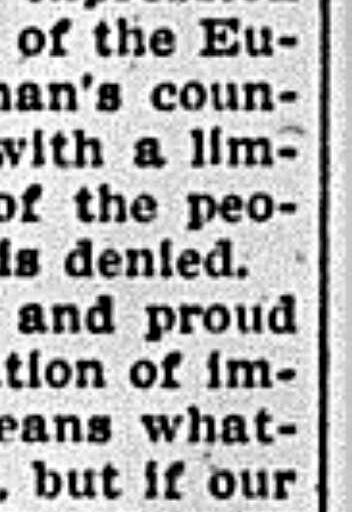 of the Eu-
nan's coun-
with a lim-
of the peo-
is denied.
and proud
tion of im-
eans what-
, but if our